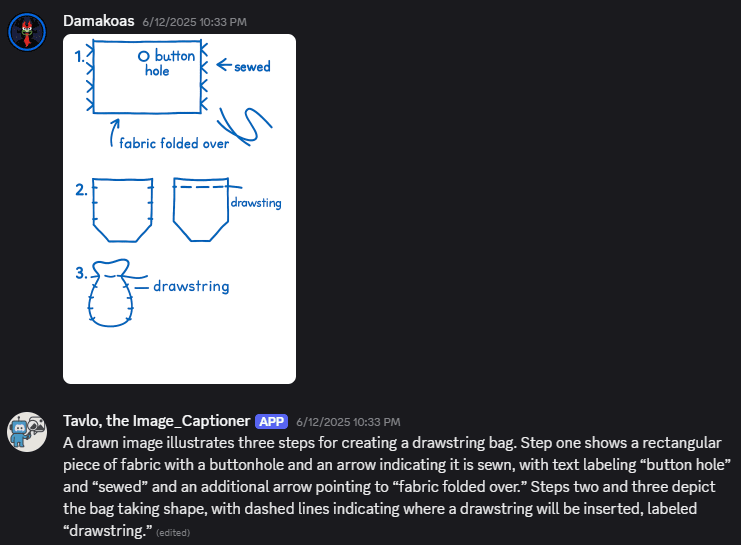 Damakoas 6/12/2025 10:33 PM
1.
button
hole
sewed
fabric folded over
2.
drawsting
3.
drawstring
Tavlo, the Image_Captioner APP 6/12/2025 10:33 PM
A drawn image illustrates three steps for creating a drawstring bag. Step one shows a rectangular
piece of fabric with a buttonhole and an arrow indicating it is sewn, with text labeling “button hole”
and “sewed” and an additional arrow pointing to “fabric folded over.” Steps two and three depict
the bag taking shape, with dashed lines indicating where a drawstring will be inserted, labeled
“drawstring.” (edited)